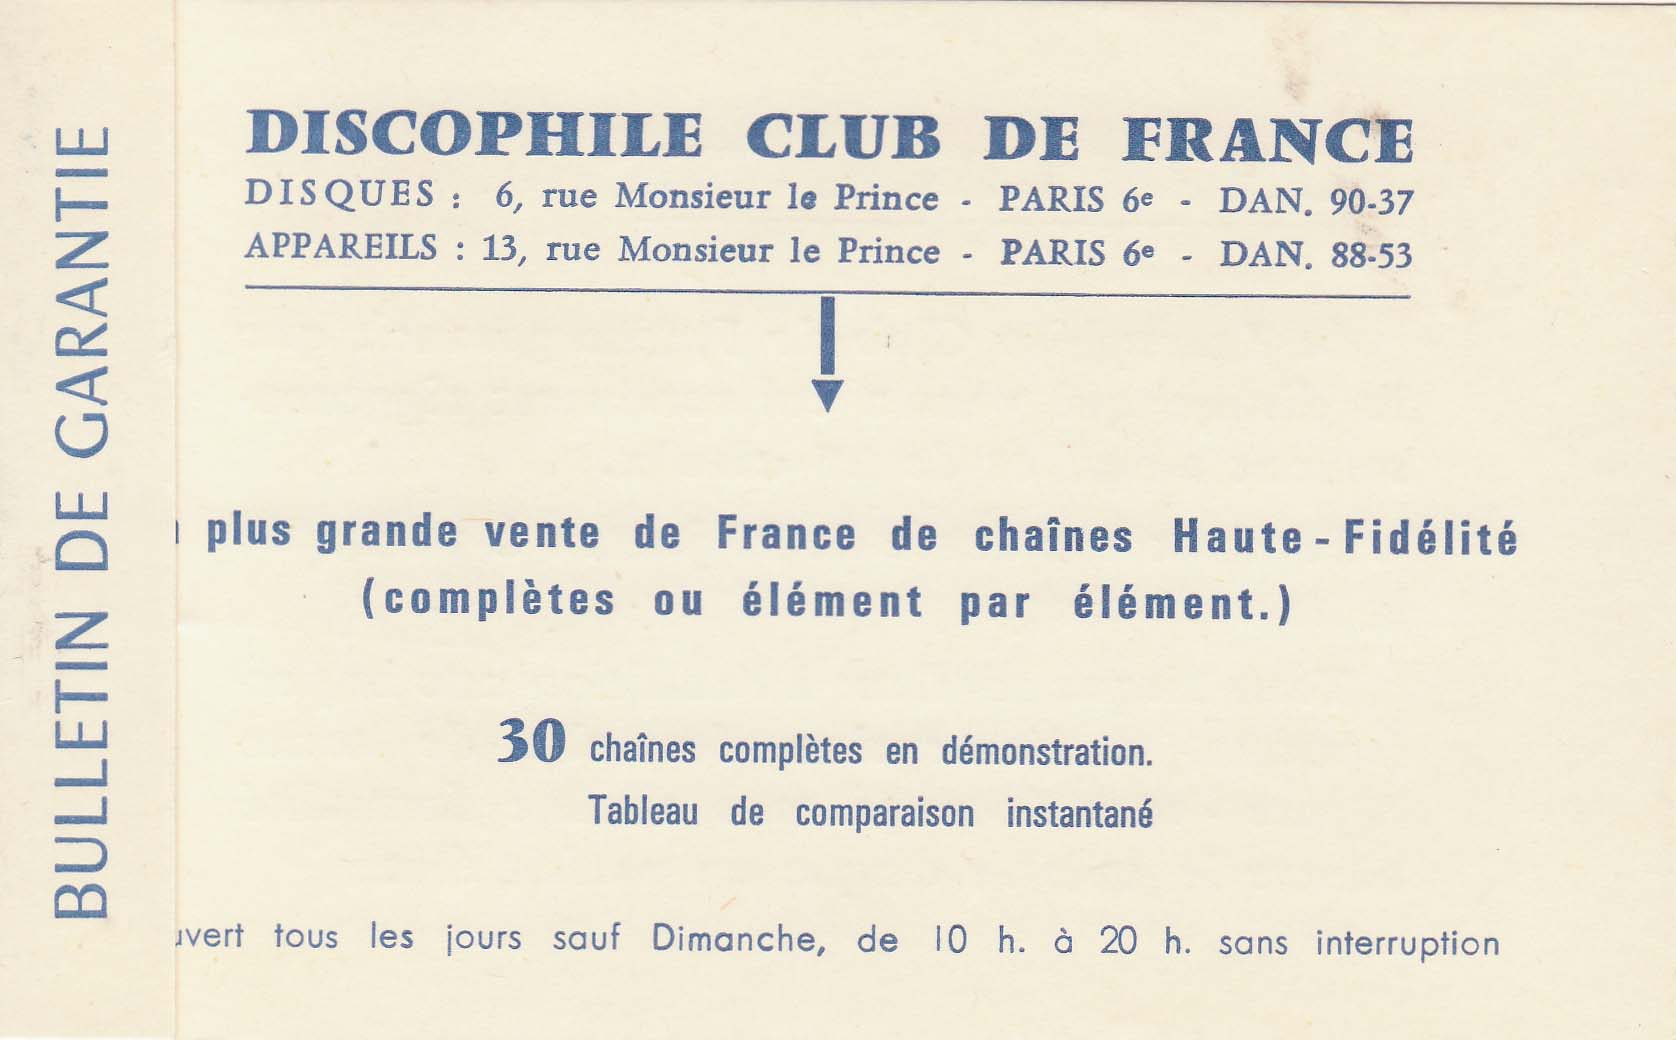 BULLETIN DE GARANTIE
DISCOPHILE CLUB DE FRANCE
DISQUES : 6, rue Monsieur le Prince - PARIS 6e - DAN. 90-37
APPAREILS : 13, rue Monsieur le Prince - PARIS 6e - DAN. 88-53
plus grande vente de France de chaînes Haute-Fidélité
(complètes ou élément par élément.)
30 chaînes complètes en démonstration.
Tableau de comparaison instantané
vert tous les jours sauf Dimanche, de 10 h. à 20 h. sans interruption